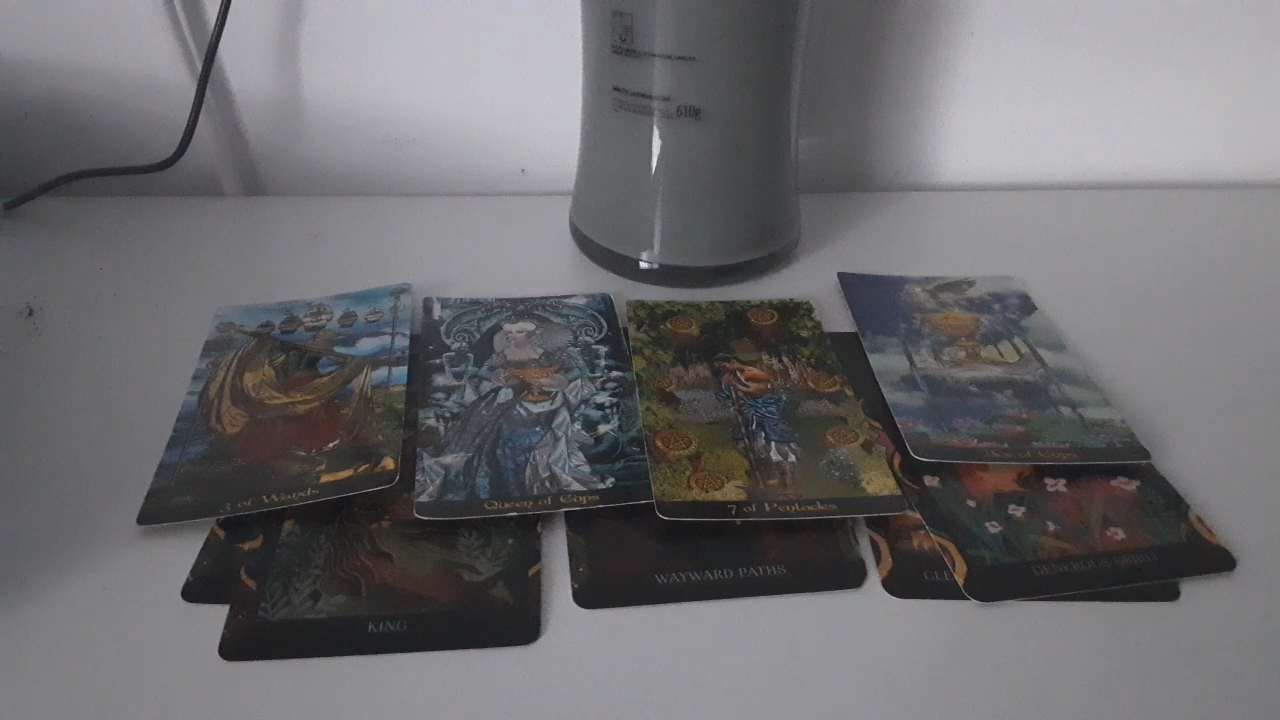 610g
3 of Wands
Queen of Cups
7 of Pentacles
Ace of Cups
KING
WAYWARD PATHS
GENEROUS SPIRIT